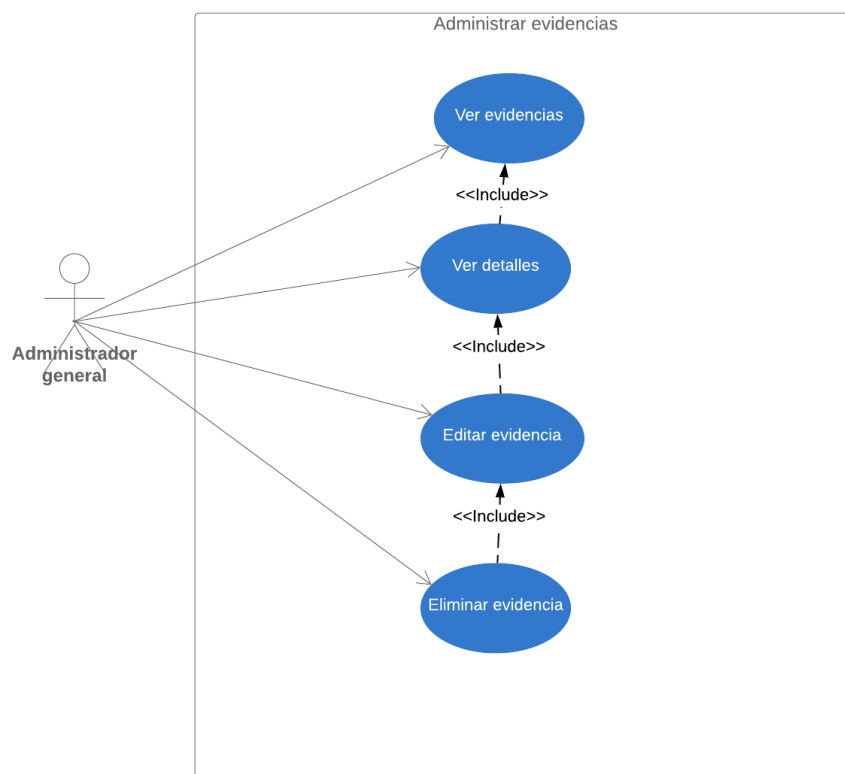 Administrar evidencias
Ver evidencias
<<Include>>
Ver detalles
<<Include>>
Administrador
general
Editar evidencia
<<Include>>
Eliminar evidencia